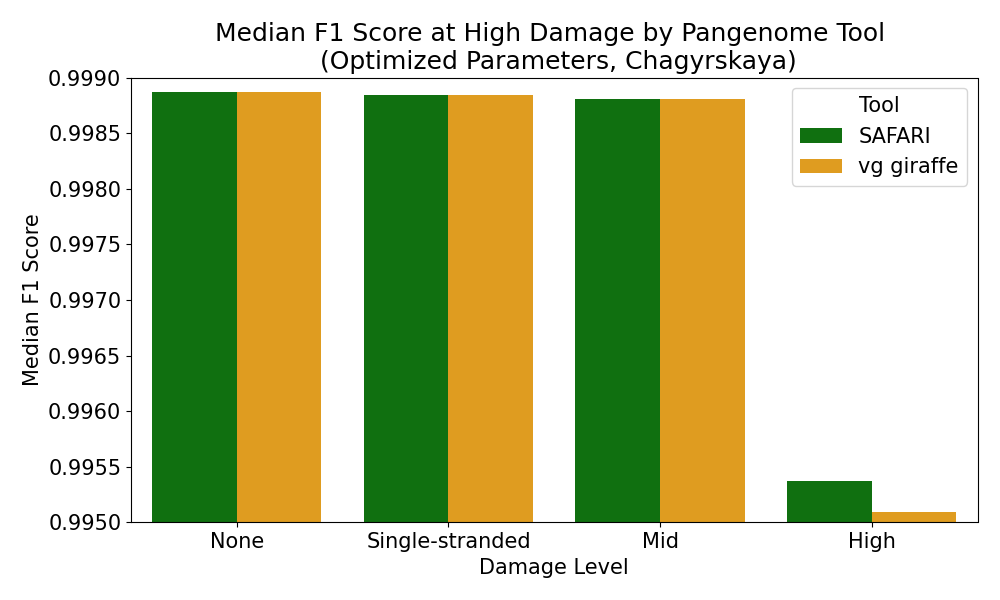 Median F1 Score at High Damage by Pangenome Tool
(Optimized Parameters, Chagyrskaya)
0.9990
0.9985
0.9980
0.9975
0.9970
0.9965
0.9960
0.9955
0.9950
Median F1 Score
Tool
SAFARI
vg giraffe
None
Single-stranded
Mid
High
Damage Level